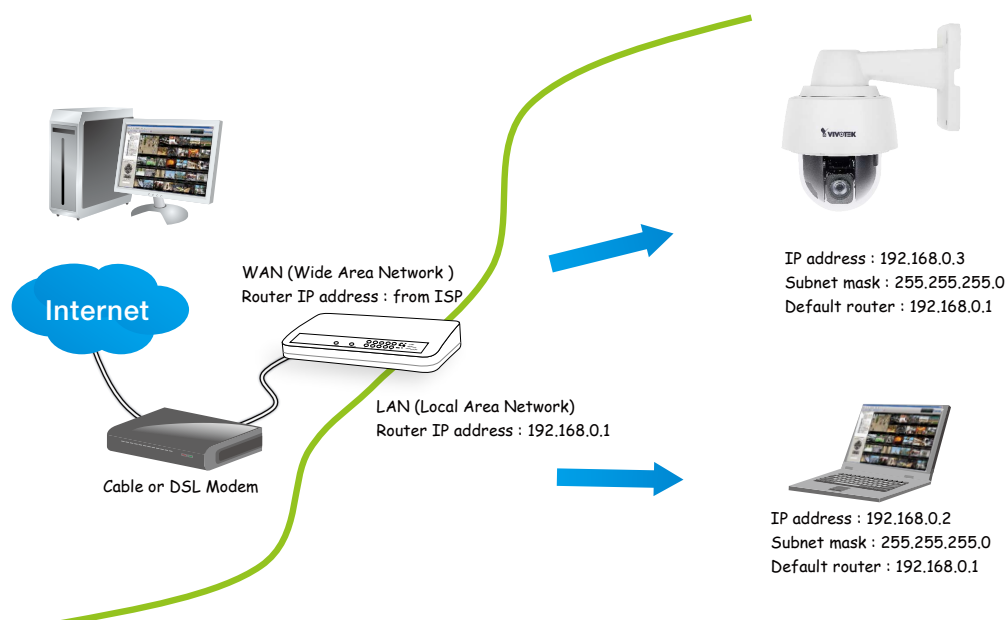 VIVOTEK
IP address : 192.168.0.3
Subnet mask : 255.255.255.0
Default router : 192.168.0.1
WAN (Wide Area Network )
Router IP address : from ISP
Internet
LAN (Local Area Network)
Router IP address : 192.168.0.1
Cable or DSL Modem
IP address : 192.168.0.2
Subnet mask : 255.255.255.0
Default router : 192.168.0.1